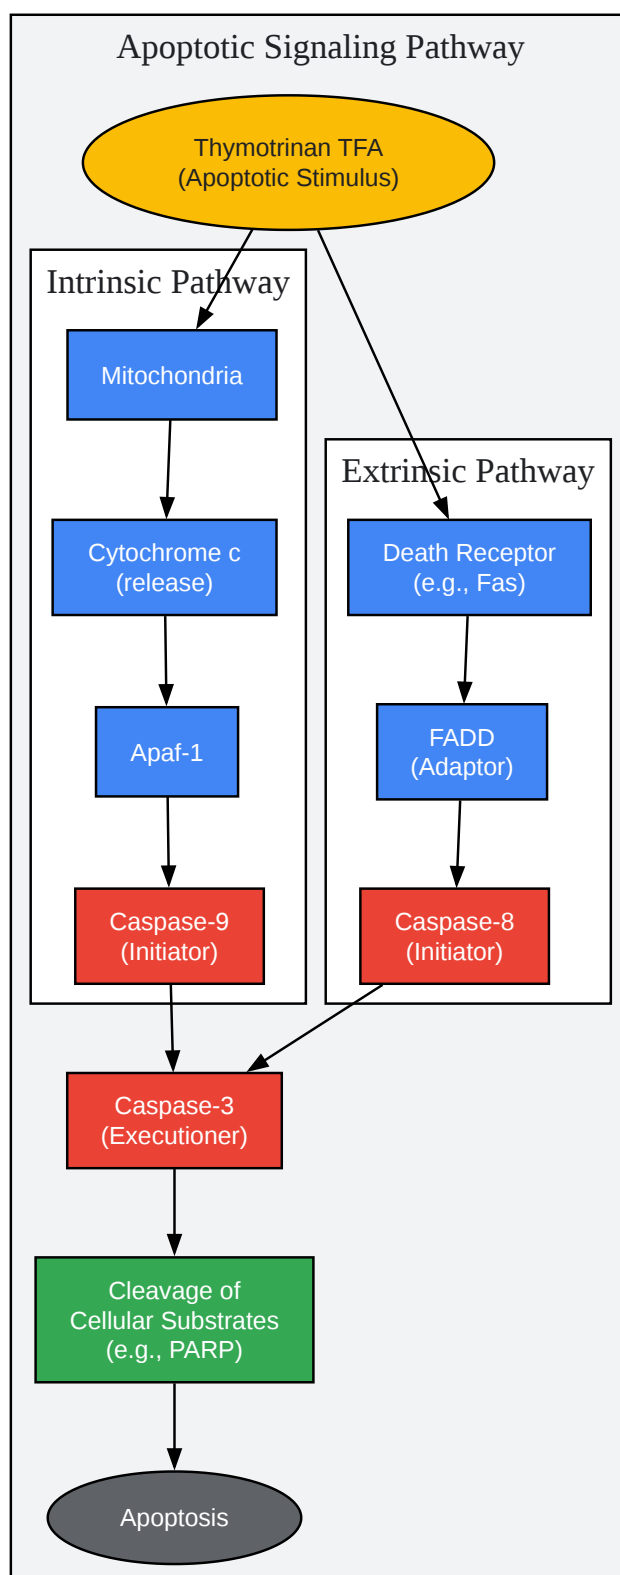 Apoptotic Signaling Pathway
Thymotrinan TFA
(Apoptotic Stimulus)
Intrinsic Pathway
Mitochondria
Cytochrome c
(release)
Apaf-1
Caspase-9
(Initiator)
Extrinsic Pathway
Death Receptor
(e.g., Fas)
FADD
(Adaptor)
Caspase-8
(Initiator)
Caspase-3
(Executioner)
Cleavage of
Cellular Substrates
(e.g., PARP)
Apoptosis